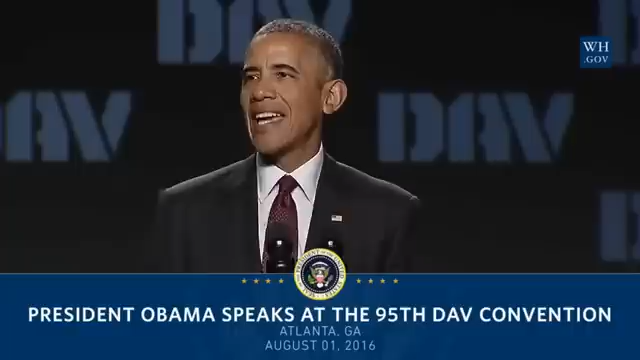 DAV
WH
.GOV
DAV
DAV
PRESIDENT OBAMA SPEAKS AT THE 95TH DAV CONVENTION
ATLANTA, GA
AUGUST 01, 2016